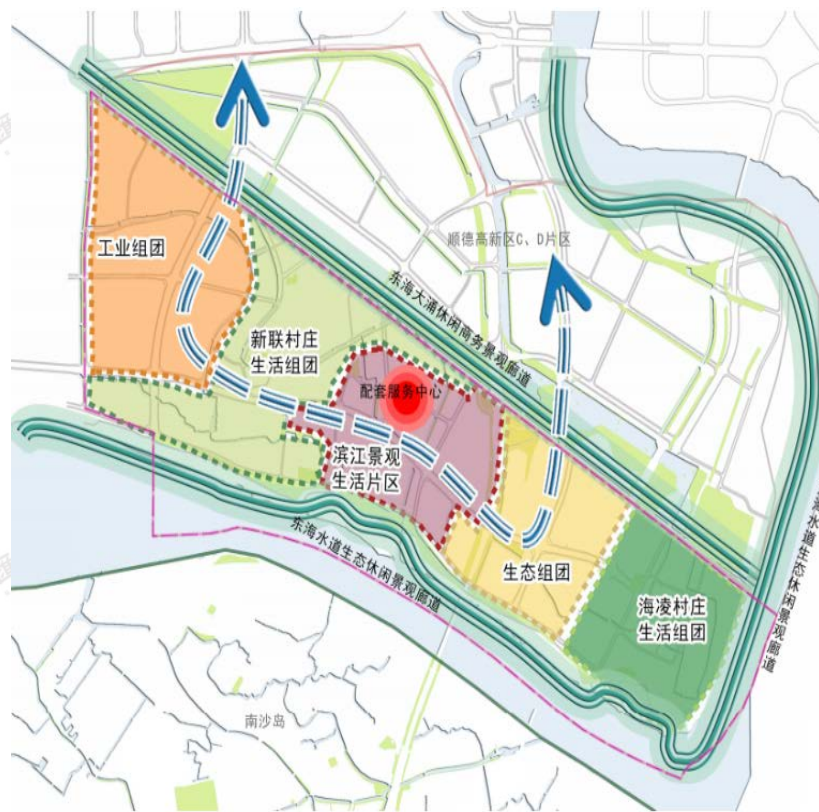 工业组团
顺德高新区C、D片区
东海大涌休闲商务景观廊道
新联村庄
生活组团
配套服务中心
滨江景观
生活片区
东海水道生态休闲景观廊道
生态组团
海凌村庄
生活组团
海水道生态休闲景观廊道
南沙岛